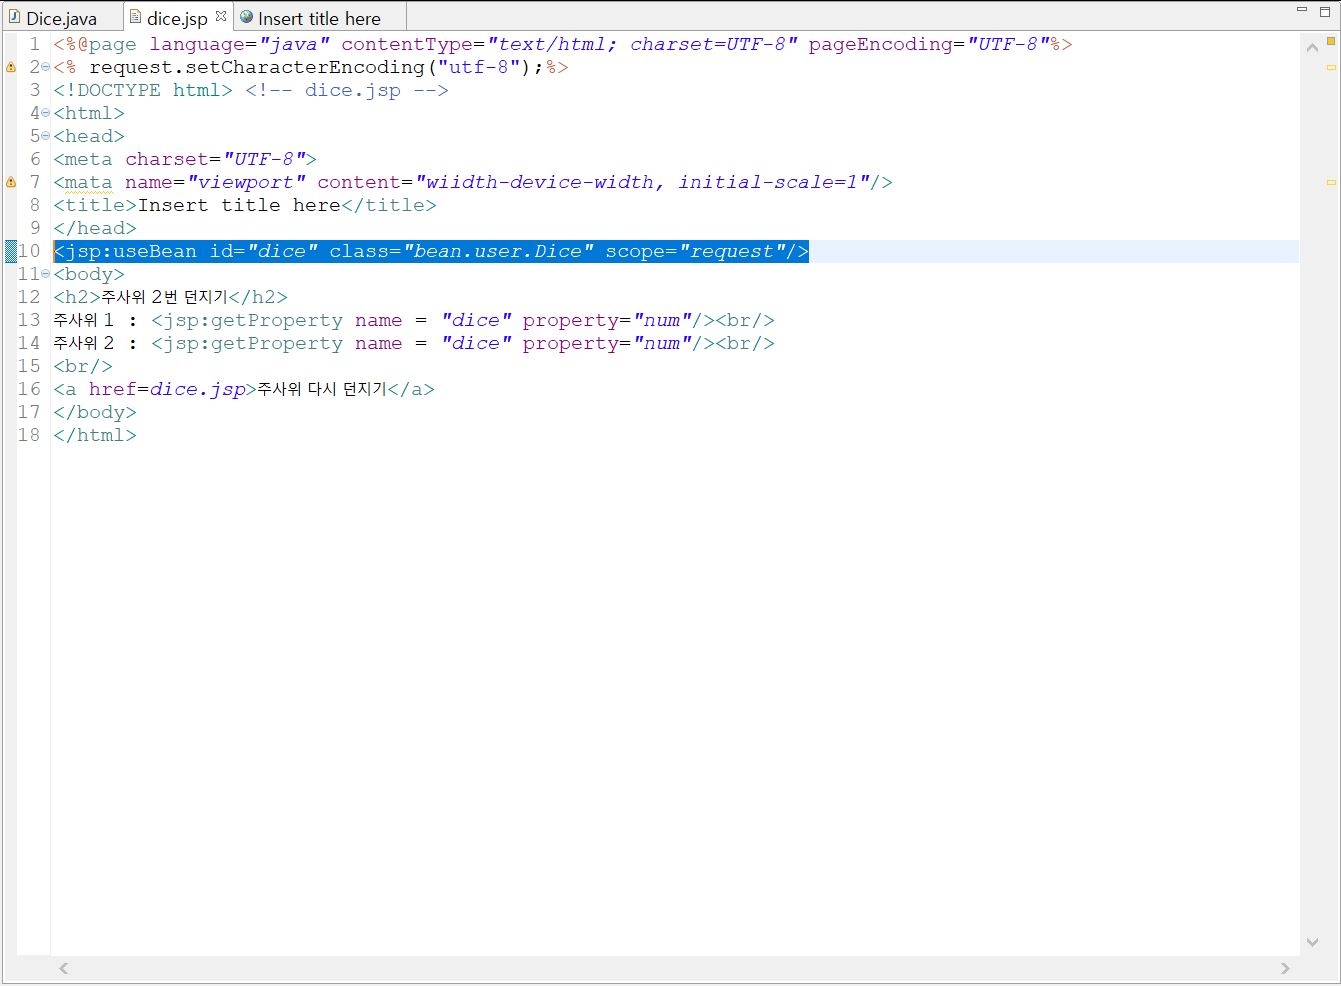 Dice.java dice.jsp Insert title here
1 <%@page language="java" contentType="text/html; charset=UTF-8" pageEncoding="UTF-8"%>
2 <% request.setCharacterEncoding("utf-8");%>
3 <!DOCTYPE html> <!-- dice.jsp -->
4 <html>
5 <head>
6 <meta charset="UTF-8">
7 <mata name="viewport" content="wiidth-device-width, initial-scale=1"/>
8 <title>Insert title here</title>
9 </head>
10 <jsp:useBean id="dice" class="bean.user.Dice" scope="request"/>
11 <body>
12 <h2>주사위 2번 던지기</h2>
13 주사위 1 : <jsp:getProperty name = "dice" property="num"/><br/>
14 주사위 2 : <jsp:getProperty name = "dice" property="num"/><br/>
15 <br/>
16 <a href=dice.jsp>주사위 다시 던지기</a>
17 </body>
18 </html>